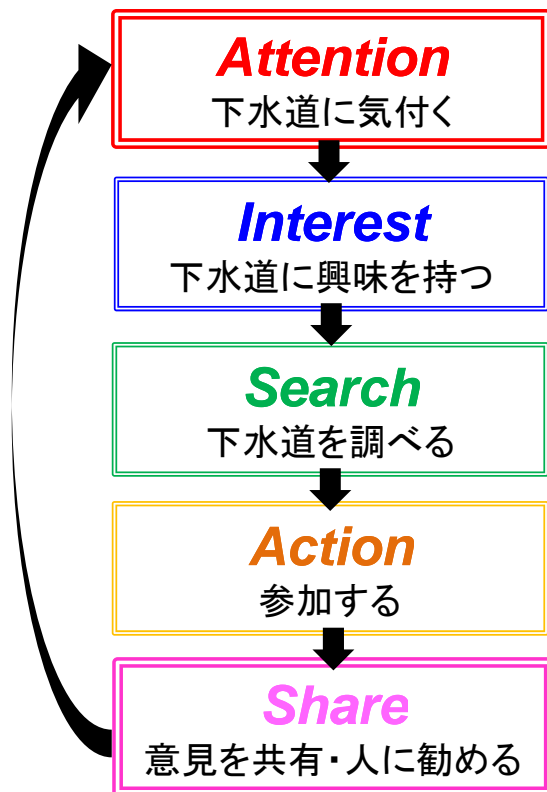 Attention
下水道に気付く
Interest
下水道に興味を持つ
Search
下水道を調べる
Action
参加する
Share
意見を共有・人に勧める